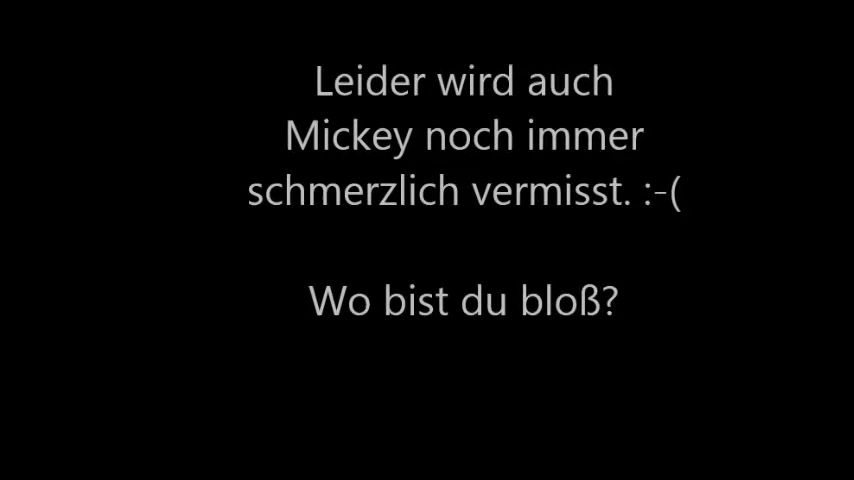 Leider wird auch
Mickey noch immer
schmerzlich vermisst. :-(
Wo bist du bloß?